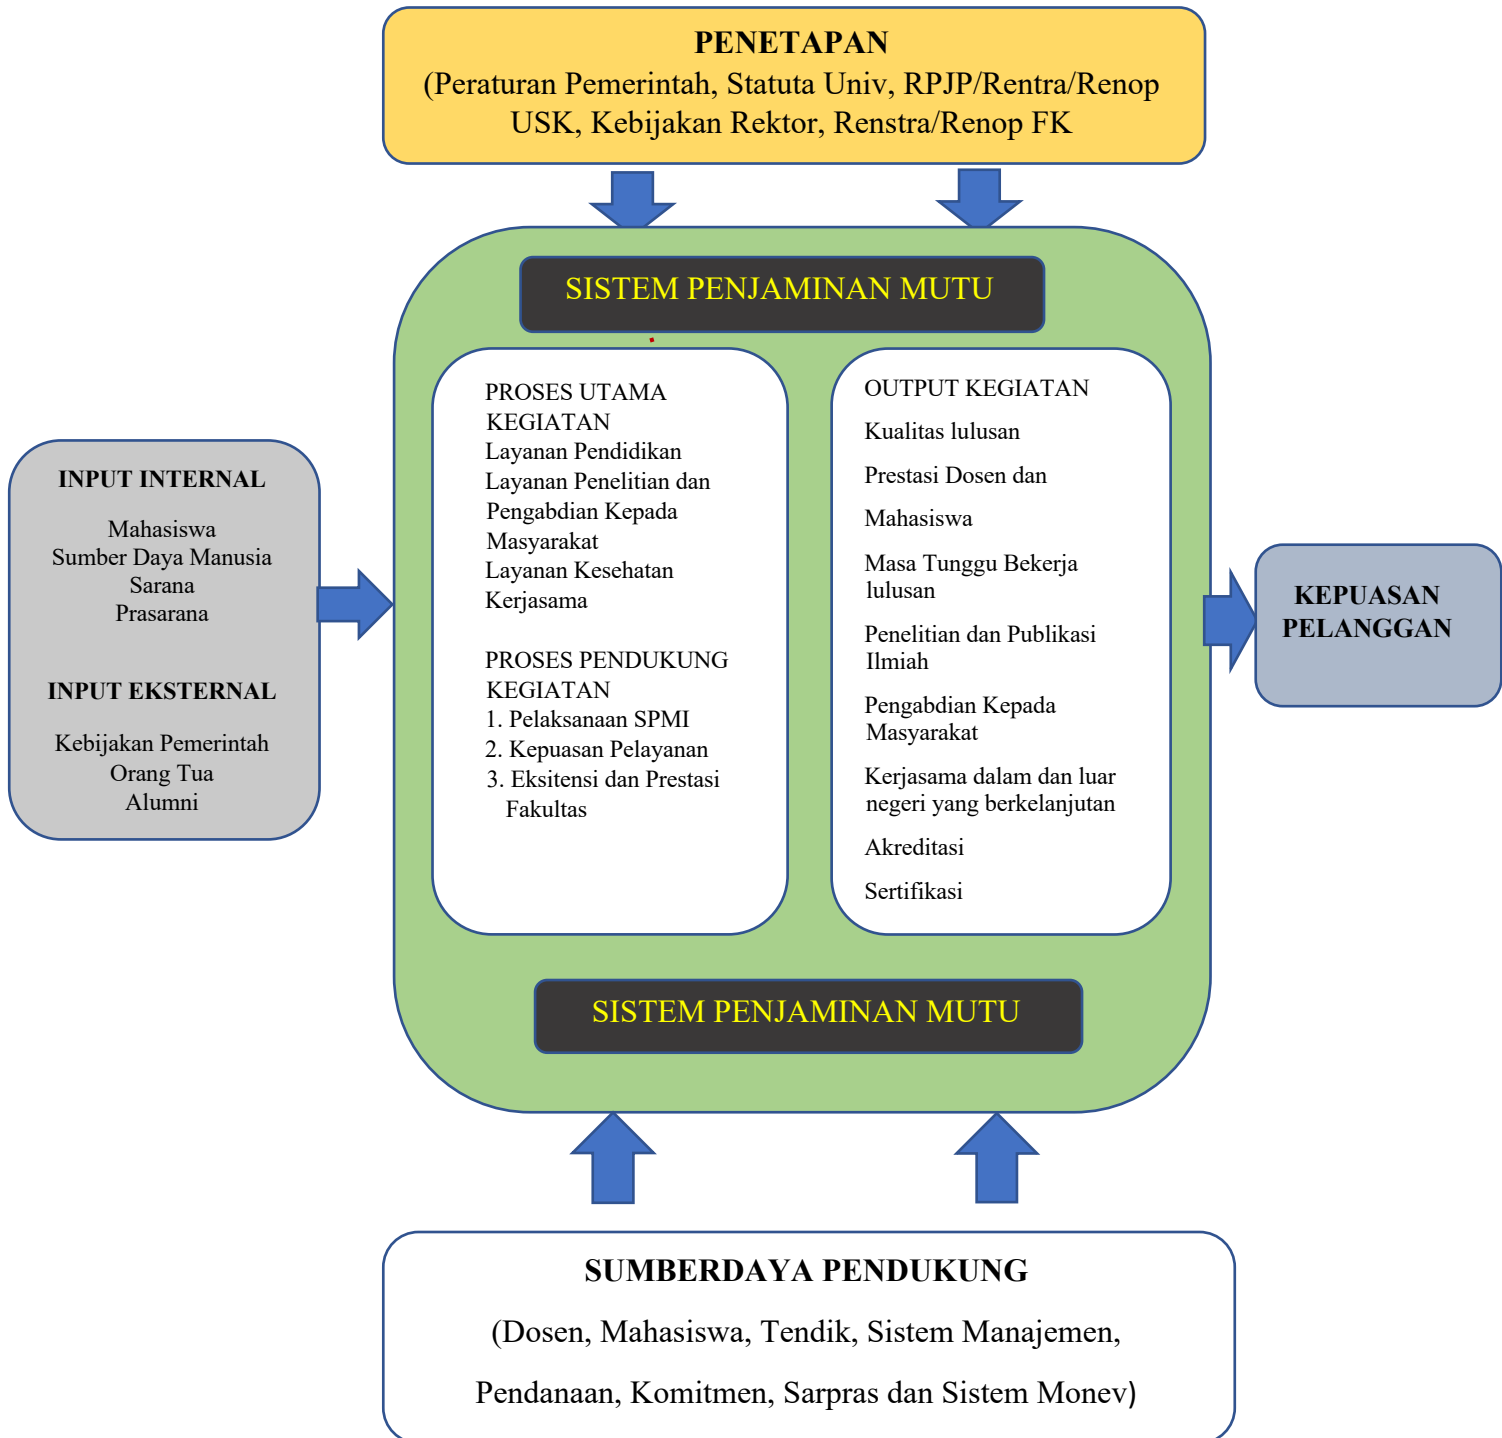 PENETAPAN
(Peraturan Pemerintah, Statuta Univ, RPJP/Rentra/Renop
USK, Kebijakan Rektor, Renstra/Renop FK
SISTEM PENJAMINAN MUTU
INPUT INTERNAL
Mahasiswa
Sumber Daya Manusia
Sarana
Prasarana
INPUT EKSTERNAL
Kebijakan Pemerintah
Orang Tua
Alumni
PROSES UTAMA
KEGIATAN
Layanan Pendidikan
Layanan Penelitian dan
Pengabdian Kepada
Masyarakat
Layanan Kesehatan
Kerjasama
PROSES PENDUKUNG
KEGIATAN
1. Pelaksanaan SPMI
2. Kepuasan Pelayanan
3. Eksitensi dan Prestasi
Fakultas
OUTPUT KEGIATAN
Kualitas lulusan
Prestasi Dosen dan
Mahasiswa
Masa Tunggu Bekerja
lulusan
Penelitian dan Publikasi
Ilmiah
Pengabdian Kepada
Masyarakat
Kerjasama dalam dan luar
negeri yang berkelanjutan
Akreditasi
Sertifikasi
KEPUASAN
PELANGGAN
SISTEM PENJAMINAN MUTU
SUMBERDAYA PENDUKUNG
(Dosen, Mahasiswa, Tendik, Sistem Manajemen,
Pendanaan, Komitmen, Sarpras dan Sistem Monev)